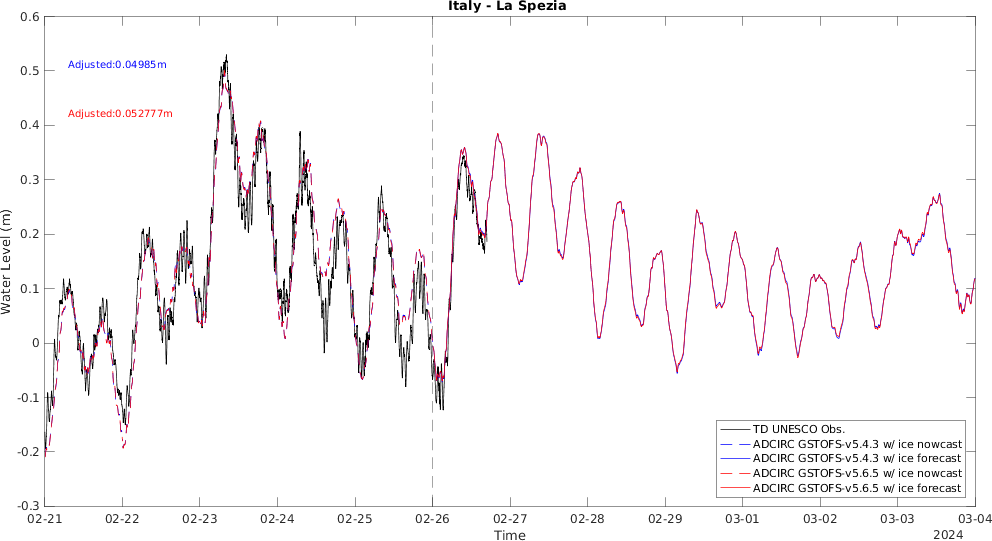 Italy - La Spezia
Adjusted:0.04985m
Adjusted:0.052777m
Water Level (m)
0.6
0.5
0.4
0.3
0.2
0.1
0
-0.1
-0.2
-0.3
02-21 02-22 02-23 02-24 02-25 02-26 02-27 02-28 02-29 03-01 03-02 03-03 03-04
Time
2024
TD UNESCO Obs.
ADCIRC GSTOFS-v5.4.3 w/ ice nowcast
ADCIRC GSTOFS-v5.4.3 w/ ice forecast
ADCIRC GSTOFS-v5.6.5 w/ ice nowcast
ADCIRC GSTOFS-v5.6.5 w/ ice forecast